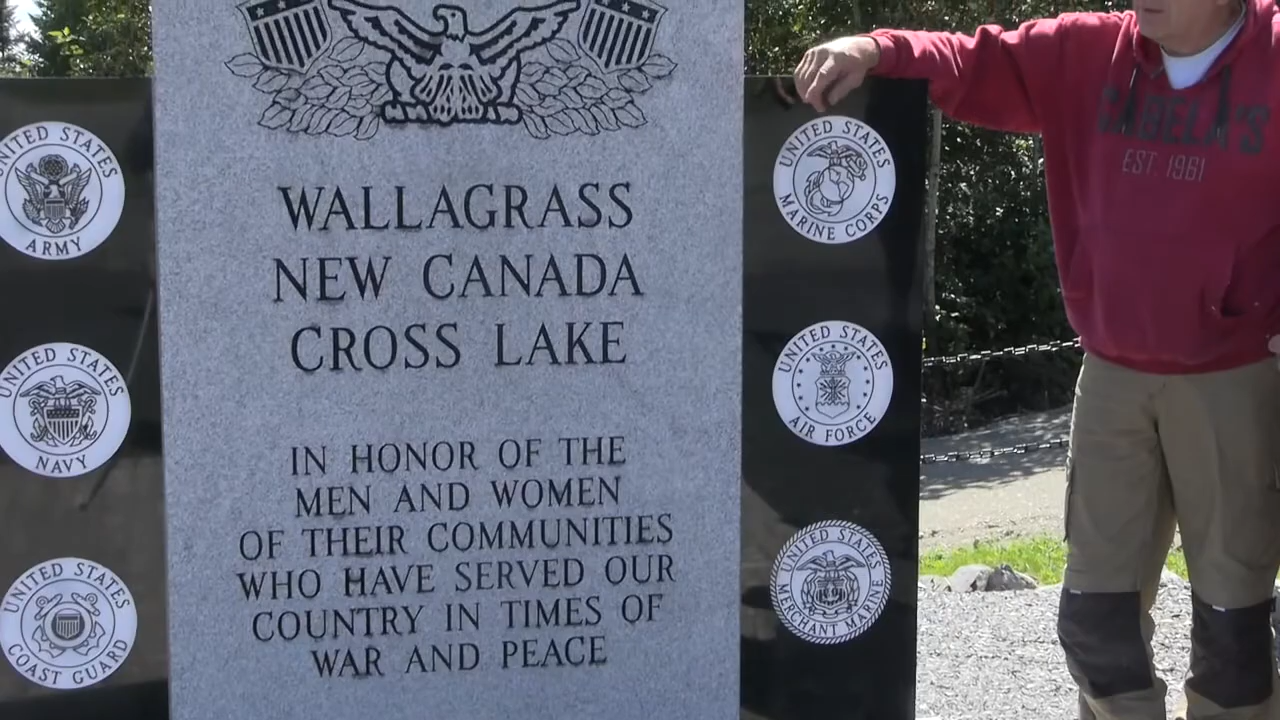 UNITED STATES
ARMY
UNITED STATES
NAVY
UNITED STATES
COAST GUARD
WALLAGRASS
NEW CANADA
CROSS LAKE
IN HONOR OF THE
MEN AND WOMEN
OF THEIR COMMUNITIES
WHO HAVE SERVED OUR
COUNTRY IN TIMES OF
WAR AND PEACE
UNITED STATES
MARINE CORPS
UNITED STATES
AIR FORCE
UNITED STATES
MERCHANT MARINE
CABELA'S
EST. 1961